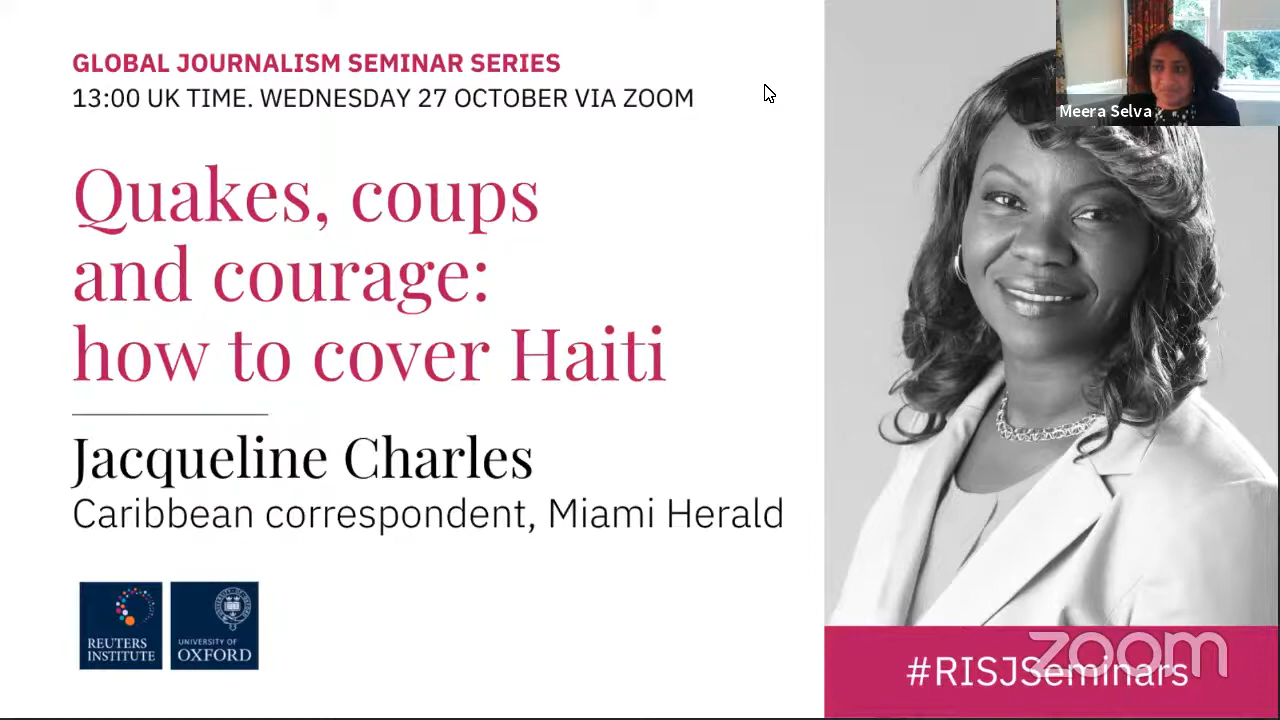 GLOBAL JOURNALISM SEMINAR SERIES
13:00 UK TIME. WEDNESDAY 27 OCTOBER VIA ZOOM
Meera Selva
Quakes, coups
and courage:
how to cover Haiti
Jacqueline Charles
Caribbean correspondent, Miami Herald
REUTERS
INSTITUTE
UNIVERSITY OF
OXFORD
zoom
#RISJSeminars